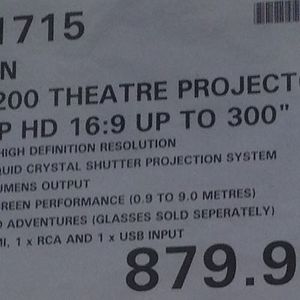 1715
N
200 THEATRE PROJECTO
P HD 16:9 UP TO 300"
HIGH DEFINITION RESOLUTION
QUID CRYSTAL SHUTTER PROJECTION SYSTEM
UMENS OUTPUT
REEN PERFORMANCE (0.9 TO 9.0 METRES)
D ADVENTURES (GLASSES SOLD SEPERATELY)
MI, 1 x RCA AND 1 x USB INPUT
879.9